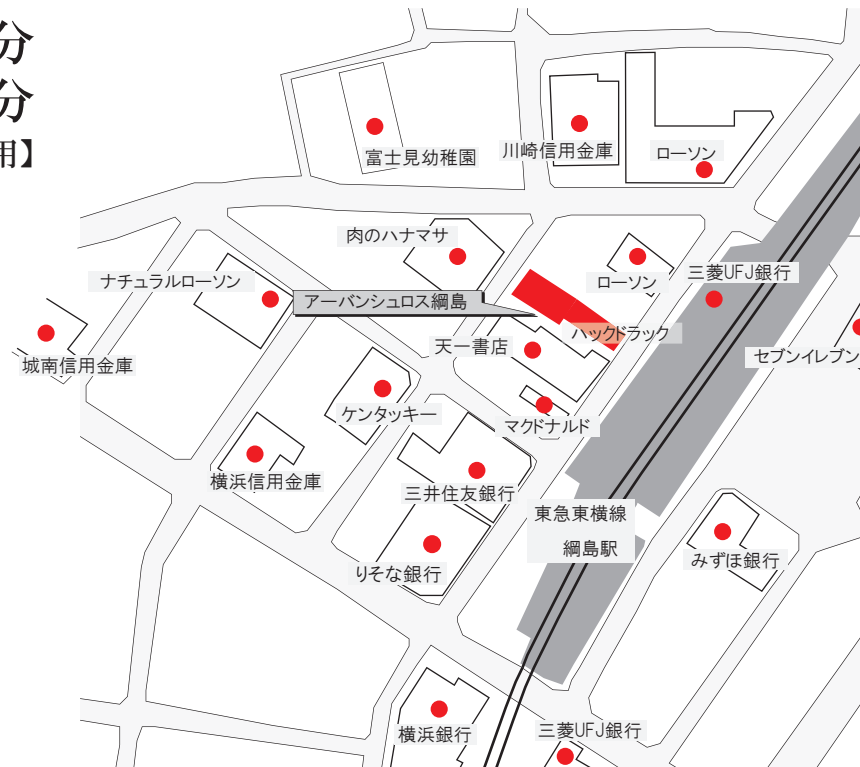 分
分
用】
富士見幼稚園
川崎信用金庫
ローソン
肉のハナマサ
ナチュラルローソン
ローソン
三菱UFJ銀行
アーバンシュロス綱島
ハックドラック
天一書店
セブンイレブン
城南信用金庫
ケンタッキー
マクドナルド
横浜信用金庫
三井住友銀行
東急東横線
綱島駅
りそな銀行
みずほ銀行
横浜銀行
三菱UFJ銀行